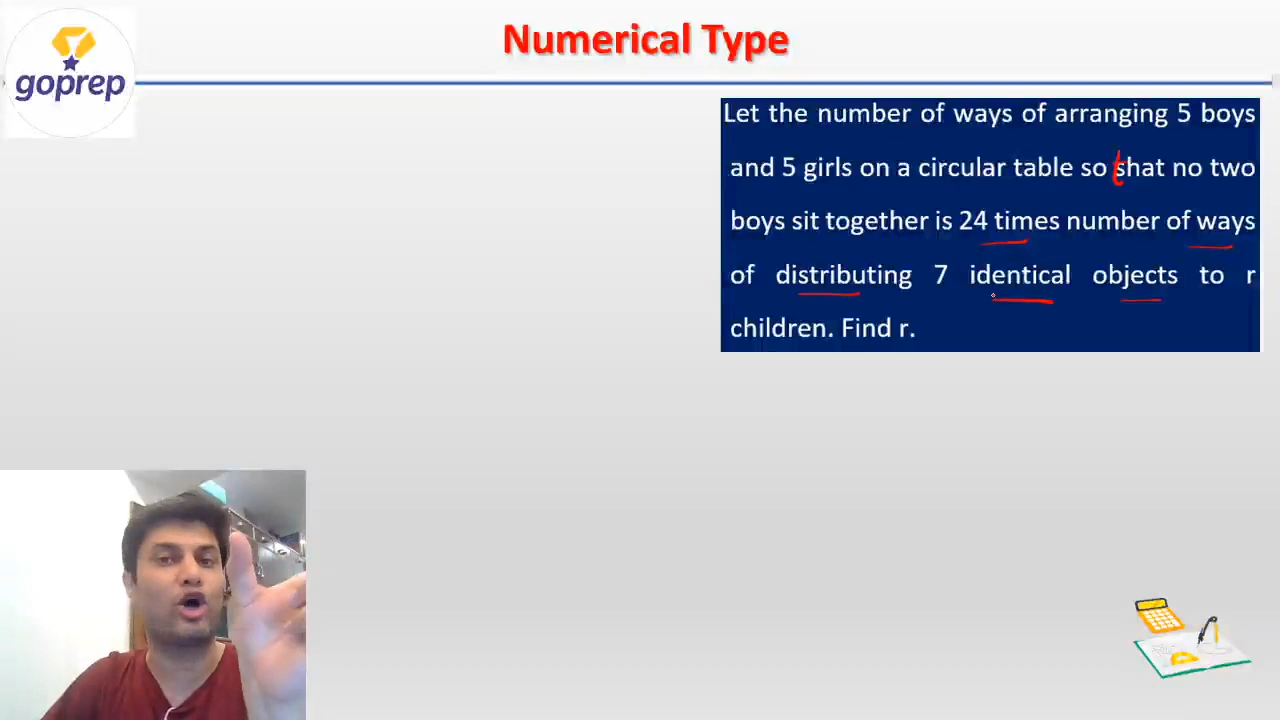 Numerical Type
goprep
Let the number of ways of arranging 5 boys
and 5 girls on a circular table so that no two
boys sit together is 24 times number of ways
of distributing 7 identical objects to r
children. Find r.